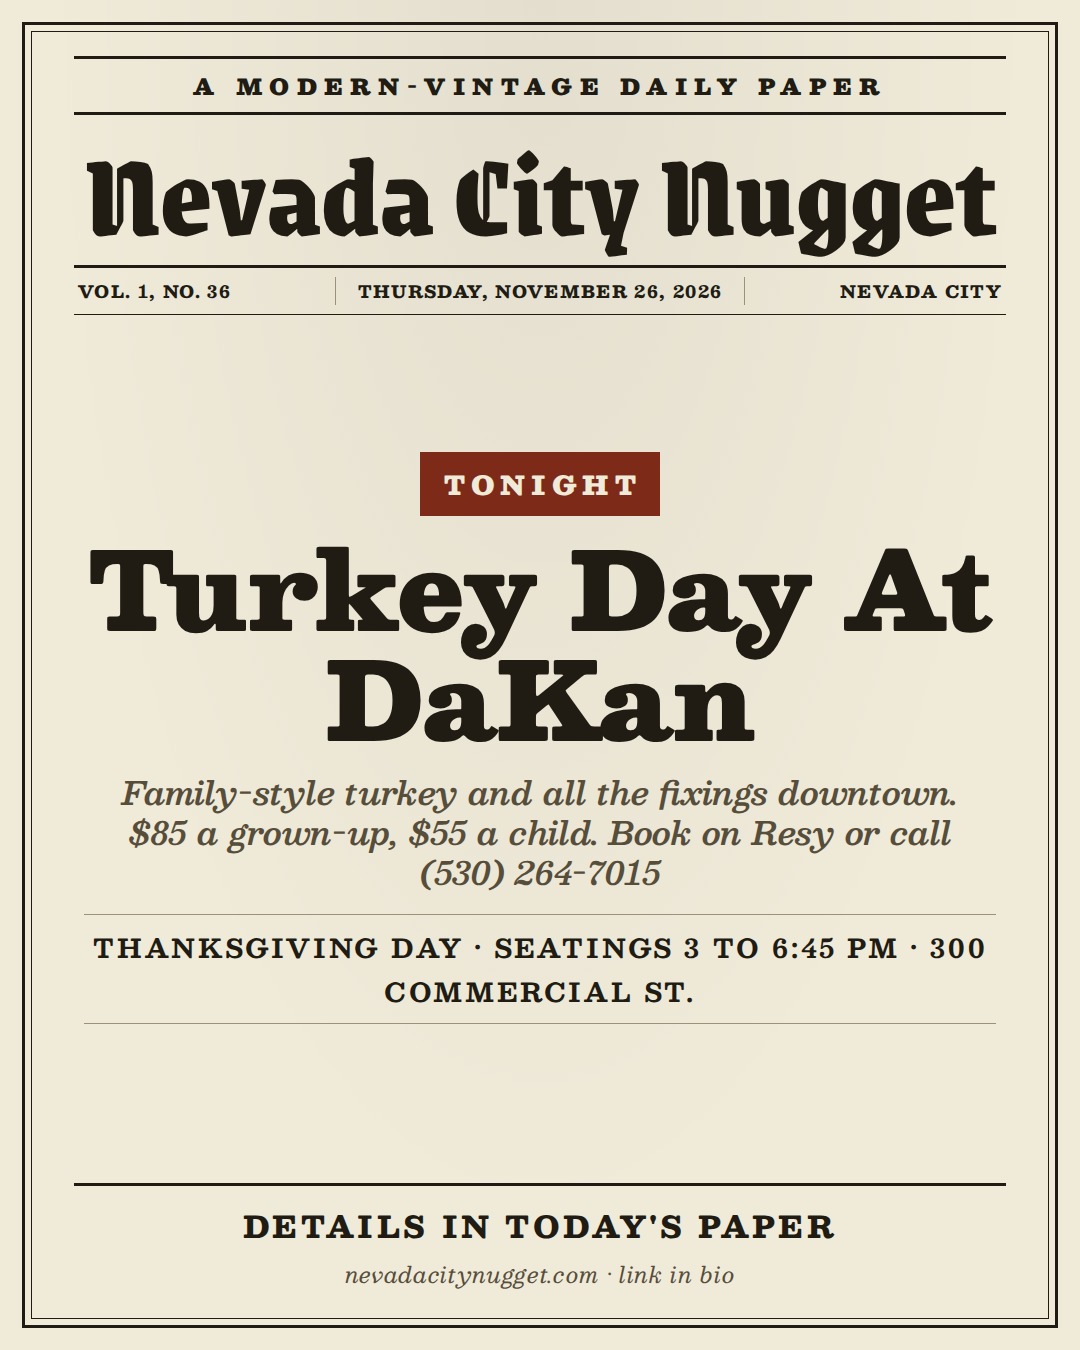 A MODERN-VINTAGE DAILY PAPER
Nevada City Nugget
VOL. 1, NO. 36
THURSDAY, NOVEMBER 26, 2026
NEVADA CITY
TONIGHT
Turkey Day At
DaKan
Family-style turkey and all the fixings downtown.
$85 a grown-up, $55 a child. Book on Resy or call
(530) 264-7015
THANKSGIVING DAY · SEATINGS 3 TO 6:45 PM · 300
COMMERCIAL ST.
DETAILS IN TODAY'S PAPER
nevadacitynugget.com · link in bio